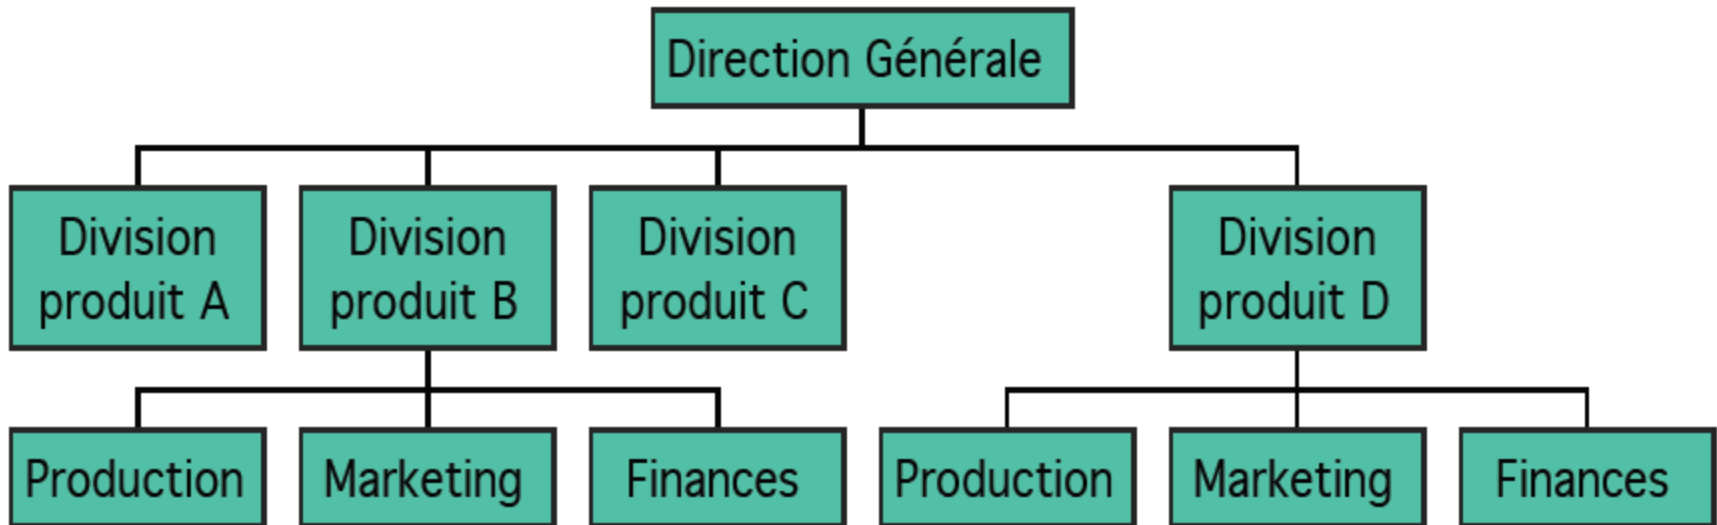 Direction Générale
Division
produit A
Division
produit B
Division
produit C
Division
produit D
Production
Marketing
Finances
Production
Marketing
Finances